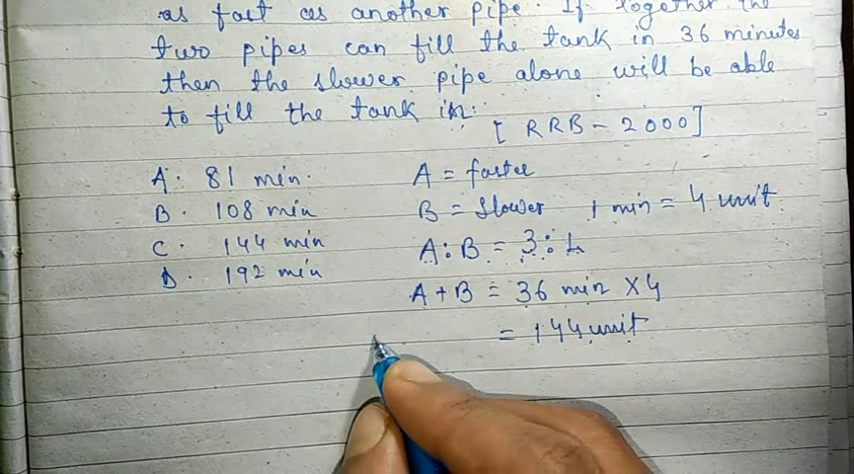 as fast as another pipe. If together the
two pipes can fill the tank in 36 minutes
then the slower pipe alone will be able
to fill the tank in:
[RRB - 2000]
A. 81 min.
B. 108 min
C. 144 min
D. 192 min
A = faster
B = slower 1 min = 4 unit
A : B = 3 : 1
A + B = 36 min × 4
= 144 unit